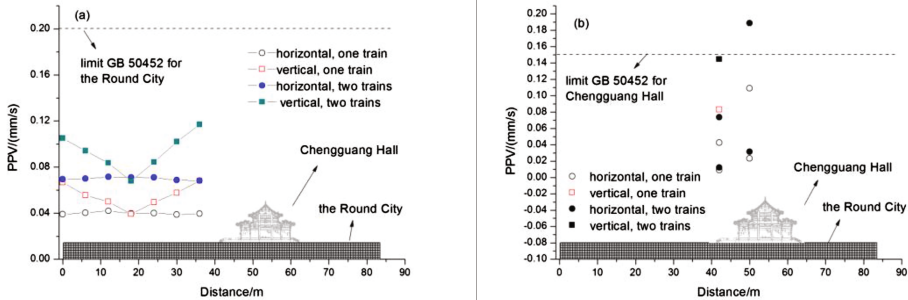 (a)
0.20
0.16
0.12
0.08
0.04
0.00
PPV/(mm/s)
limit GB 50452 for
the Round City
horizontal, one train
vertical, one train
horizontal, two trains
vertical, two trains
Chengguang Hall
the Round City
0 10 20 30 40 50 60 70 80 90
Distance/m
(b)
0.20
0.18
0.16
0.14
0.12
0.10
0.08
0.06
0.04
0.02
0.00
-0.02
-0.04
-0.06
-0.08
-0.10
PPV/(mm/s)
limit GB 50452 for
Chengguang Hall
horizontal, one train
vertical, one train
horizontal, two trains
vertical, two trains
Chengguang Hall
the Round City
0 10 20 30 40 50 60 70 80 90
Distance/m